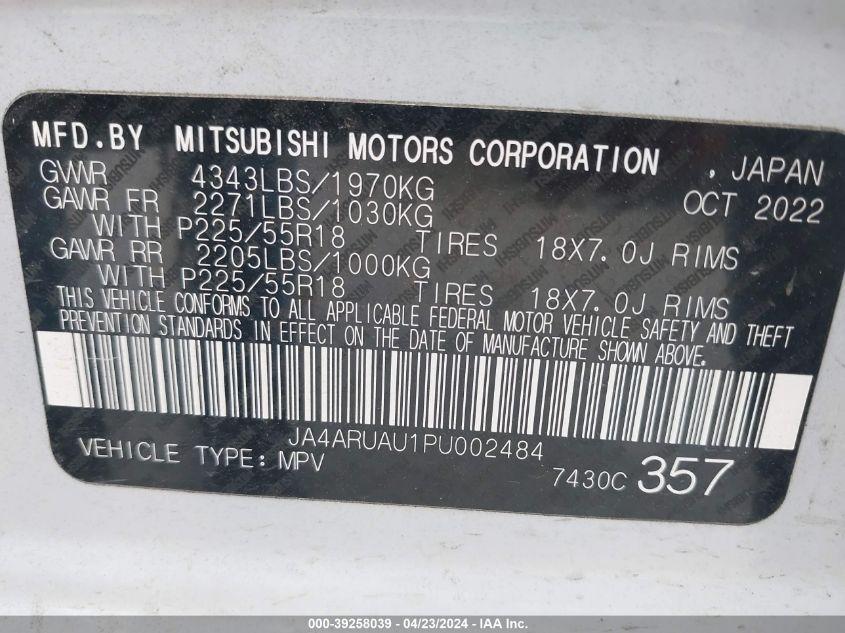 MFD.BY MITSUBISHI MOTORS CORPORATION , JAPAN
GVWR 4343LBS/1970KG OCT 2022
GAWR FR 2271LBS/1030KG
WITH P225/55R18 TIRES 18X7.0J RIMS
GAWR RR 2205LBS/1000KG
WITH P225/55R18 TIRES 18X7.0J RIMS
THIS VEHICLE CONFORMS TO ALL APPLICABLE FEDERAL MOTOR VEHICLE SAFETY AND THEFT
PREVENTION STANDARDS IN EFFECT ON THE DATE OF MANUFACTURE SHOWN ABOVE.
JA4ARUAU1PU002484
VEHICLE TYPE: MPV 7430C 357
000-39258039 - 04/23/2024 - IAA Inc.